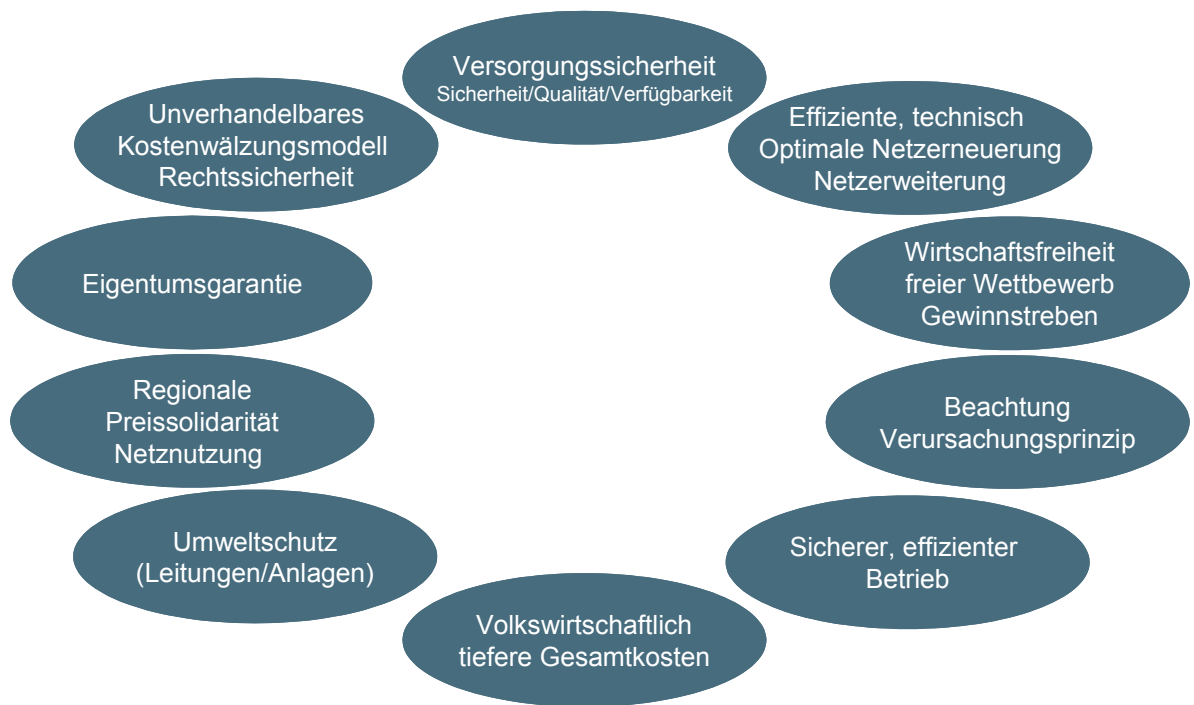 Versorgungssicherheit
Sicherheit/Qualität/Verfügbarkeit
Effiziente, technisch
Optimale Netzerneuerung
Netzerweiterung
Wirtschaftsfreiheit
freier Wettbewerb
Gewinnstreben
Beachtung
Verursachungsprinzip
Sicherer, effizienter
Betrieb
Volkswirtschaftlich
tiefere Gesamtkosten
Umweltschutz
(Leitungen/Anlagen)
Regionale
Preissolidarität
Netznutzung
Eigentumsgarantie
Unverhandelbares
Kostenwälzungsmodell
Rechtssicherheit